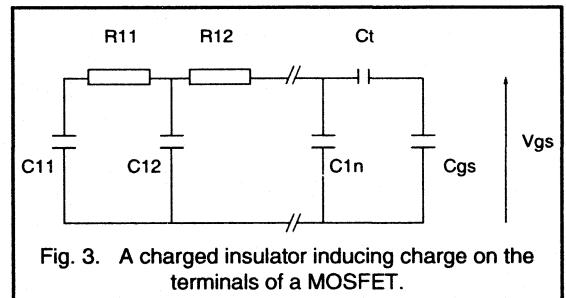 R11 R12 Ct
C11 C12 C1n Cgs Vgs
Fig. 3. A charged insulator inducing charge on the
terminals of a MOSFET.